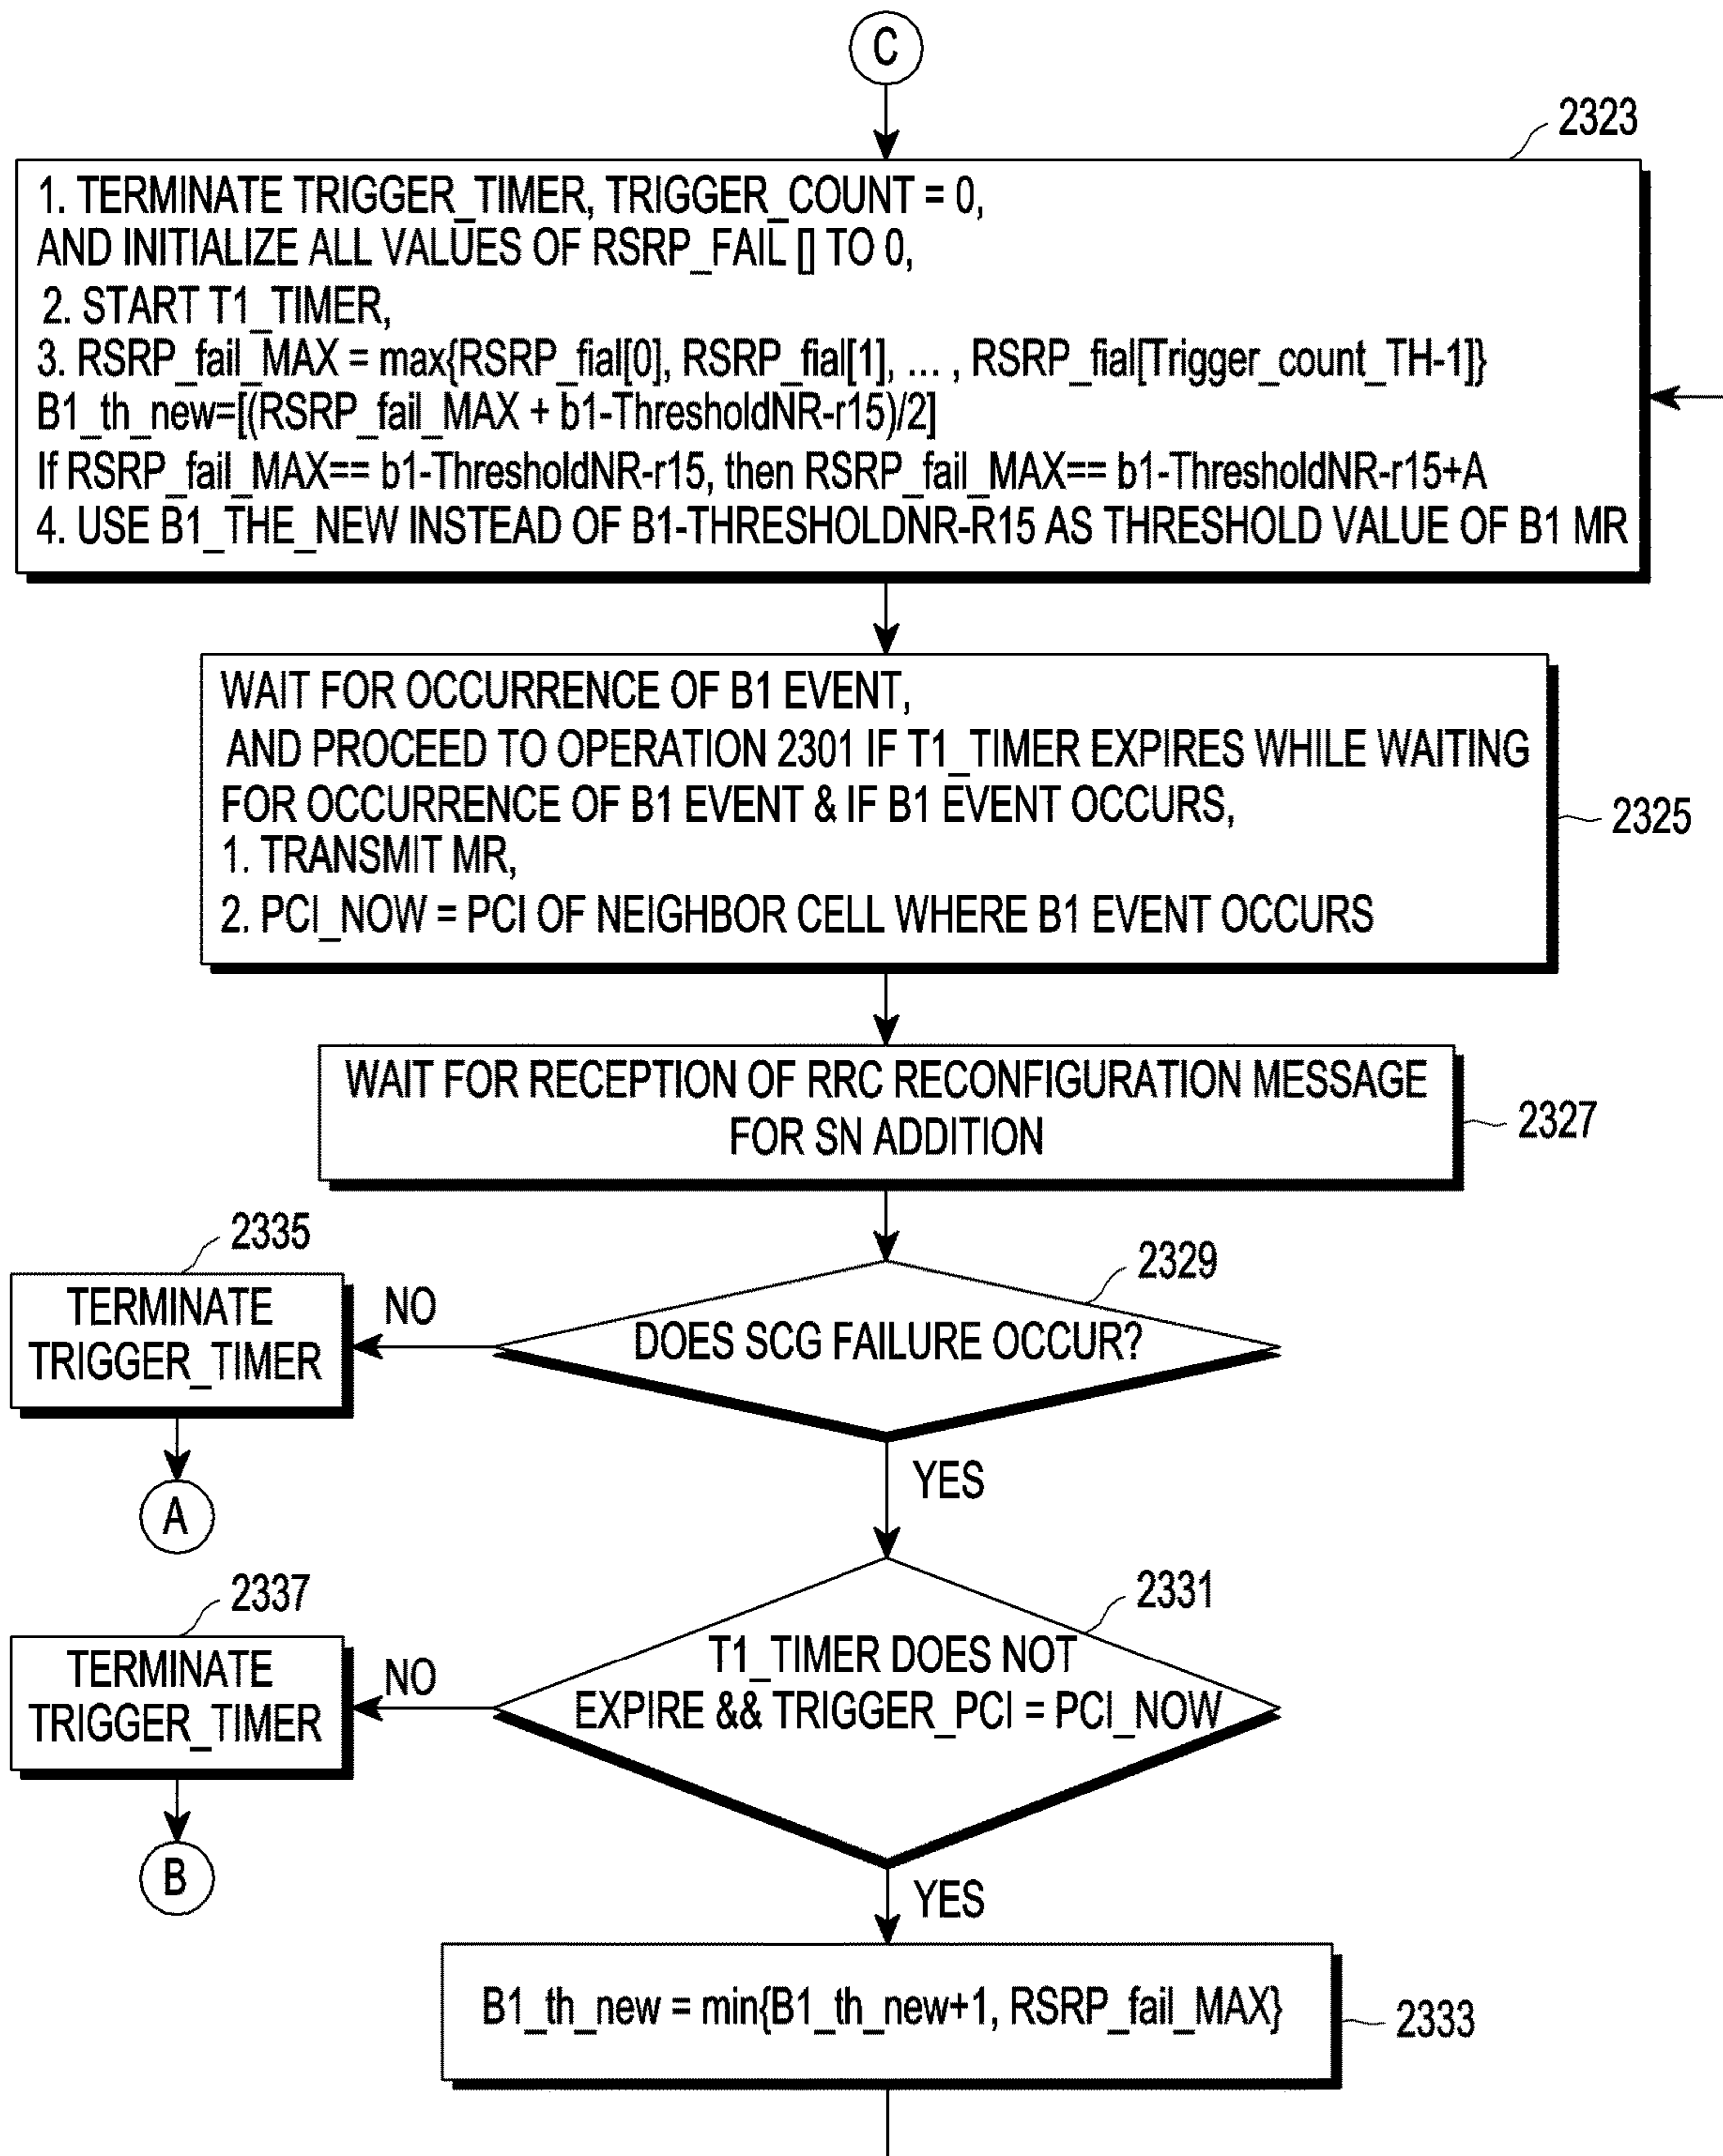 C
2323
1. TERMINATE TRIGGER_TIMER, TRIGGER_COUNT = 0,
AND INITIALIZE ALL VALUES OF RSRP_FAIL [] TO 0,
2. START T1_TIMER,
3. RSRP_fail_MAX = max{RSRP_fial[0], RSRP_fial[1], ... , RSRP_fial[Trigger_count_TH-1]}
B1_th_new=[(RSRP_fail_MAX + b1-ThresholdNR-r15)/2]
If RSRP_fail_MAX== b1-ThresholdNR-r15, then RSRP_fail_MAX== b1-ThresholdNR-r15+A
4. USE B1_THE_NEW INSTEAD OF B1-THRESHOLDNR-R15 AS THRESHOLD VALUE OF B1 MR
WAIT FOR OCCURRENCE OF B1 EVENT,
AND PROCEED TO OPERATION 2301 IF T1_TIMER EXPIRES WHILE WAITING
FOR OCCURRENCE OF B1 EVENT & IF B1 EVENT OCCURS,
1. TRANSMIT MR,
2. PCI_NOW = PCI OF NEIGHBOR CELL WHERE B1 EVENT OCCURS
2325
WAIT FOR RECEPTION OF RRC RECONFIGURATION MESSAGE
FOR SN ADDITION
2327
2335
TERMINATE
TRIGGER_TIMER
NO
2329
DOES SCG FAILURE OCCUR?
YES
A
2337
TERMINATE
TRIGGER_TIMER
NO
2331
T1_TIMER DOES NOT
EXPIRE && TRIGGER_PCI = PCI_NOW
YES
B
B1_th_new = min{B1_th_new+1, RSRP_fail_MAX}
2333